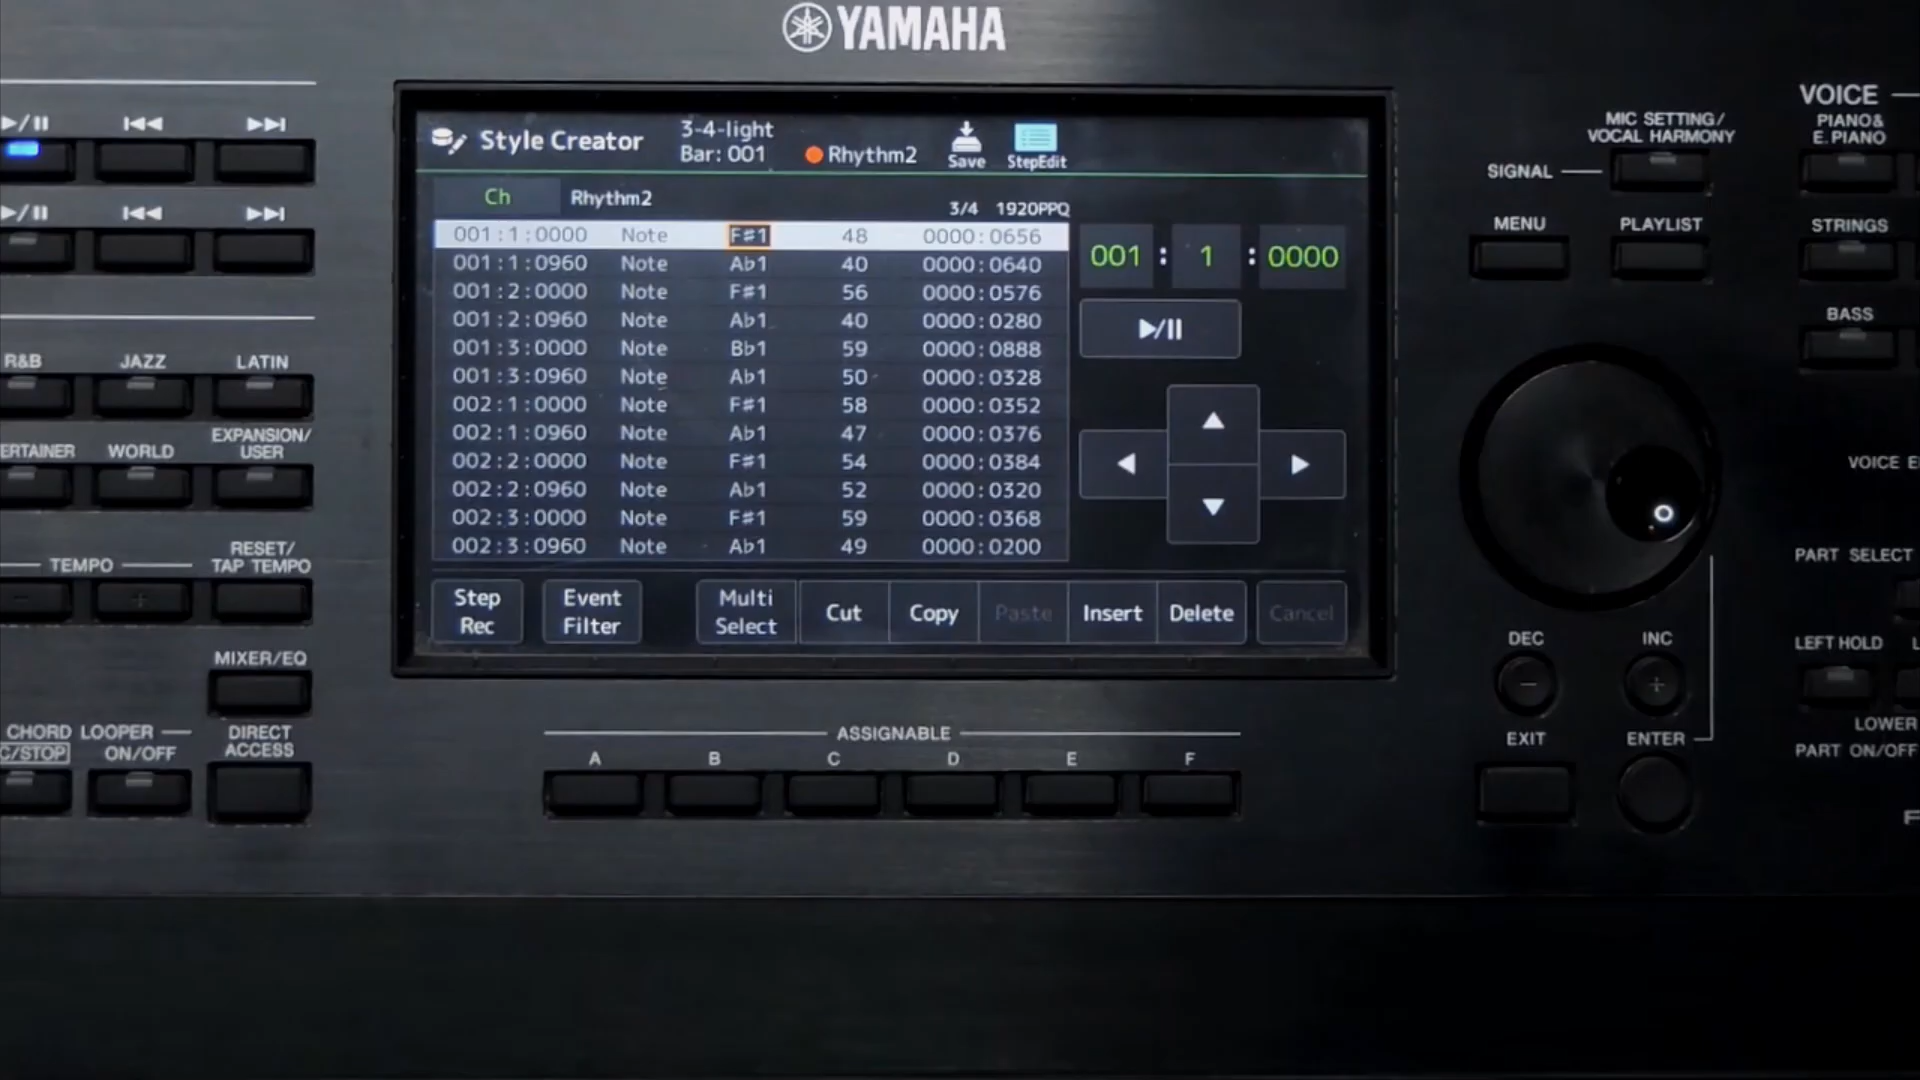 YAMAHA
Style Creator
3-4-light
Bar: 001
Rhythm2
Save
StepEdit
Ch
Rhythm2
3/4 1920PPQ
001:1:0000 Note F#1 48 0000:0656
001:1:0960 Note A♭1 40 0000:0640
001:2:0000 Note F#1 56 0000:0576
001:2:0960 Note A♭1 40 0000:0280
001:3:0000 Note B♭1 59 0000:0888
001:3:0960 Note A♭1 50 0000:0328
002:1:0000 Note F#1 58 0000:0352
002:1:0960 Note A♭1 47 0000:0376
002:2:0000 Note F#1 54 0000:0384
002:2:0960 Note A♭1 52 0000:0320
002:3:0000 Note F#1 59 0000:0368
002:3:0960 Note A♭1 49 0000:0200
001 : 1 : 0000
Step
Rec
Event
Filter
Multi
Select
Cut
Copy
Paste
Insert
Delete
Cancel
R&B
JAZZ
LATIN
ERTAINER
WORLD
EXPANSION/
USER
TEMPO
RESET/
TAP TEMPO
MIXER/EQ
CHORD LOOPER
C/STOP
ON/OFF
DIRECT
ACCESS
ASSIGNABLE
A B C D E F
MIC SETTING/
VOCAL HARMONY
SIGNAL
MENU
PLAYLIST
DEC
INC
EXIT
ENTER
VOICE
PIANO&
E. PIANO
STRINGS
BASS
VOICE E
PART SELECT
LEFT HOLD
LOWER
PART ON/OFF